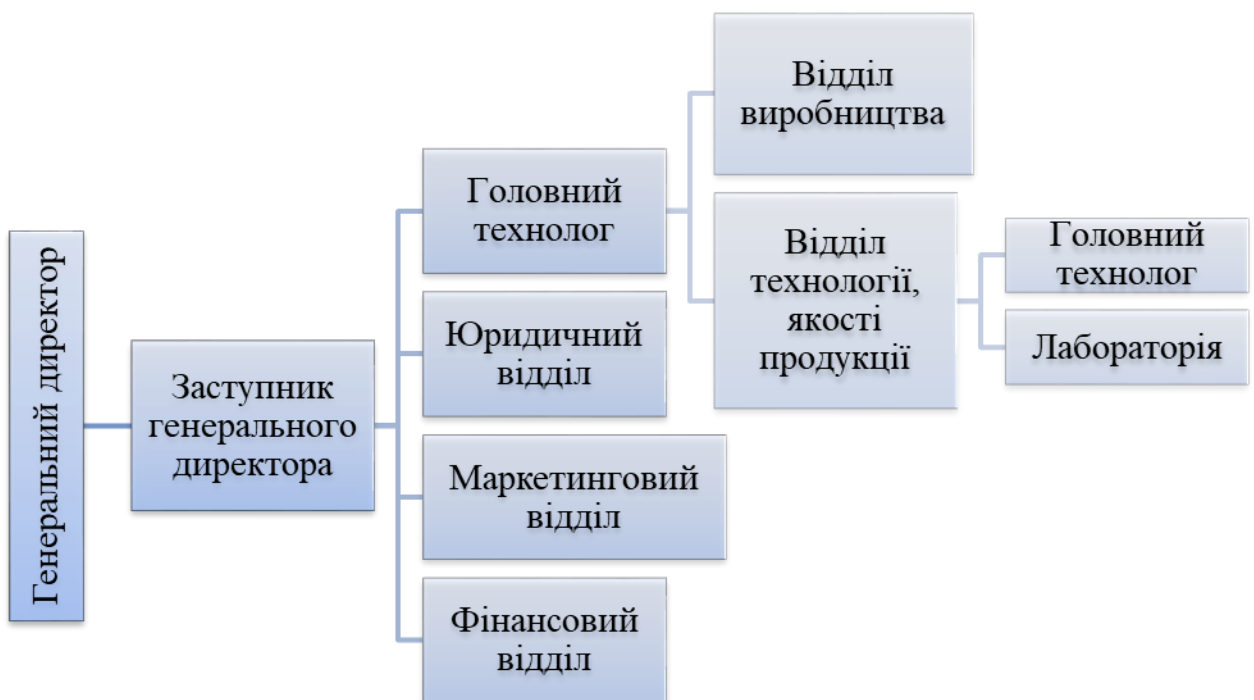 Генеральний директор
Заступник
генерального
директора
Головний
технолог
Юридичний
відділ
Маркетинговий
відділ
Фінансовий
відділ
Відділ
виробництва
Відділ
технології,
якості
продукції
Головний
технолог
Лабораторія